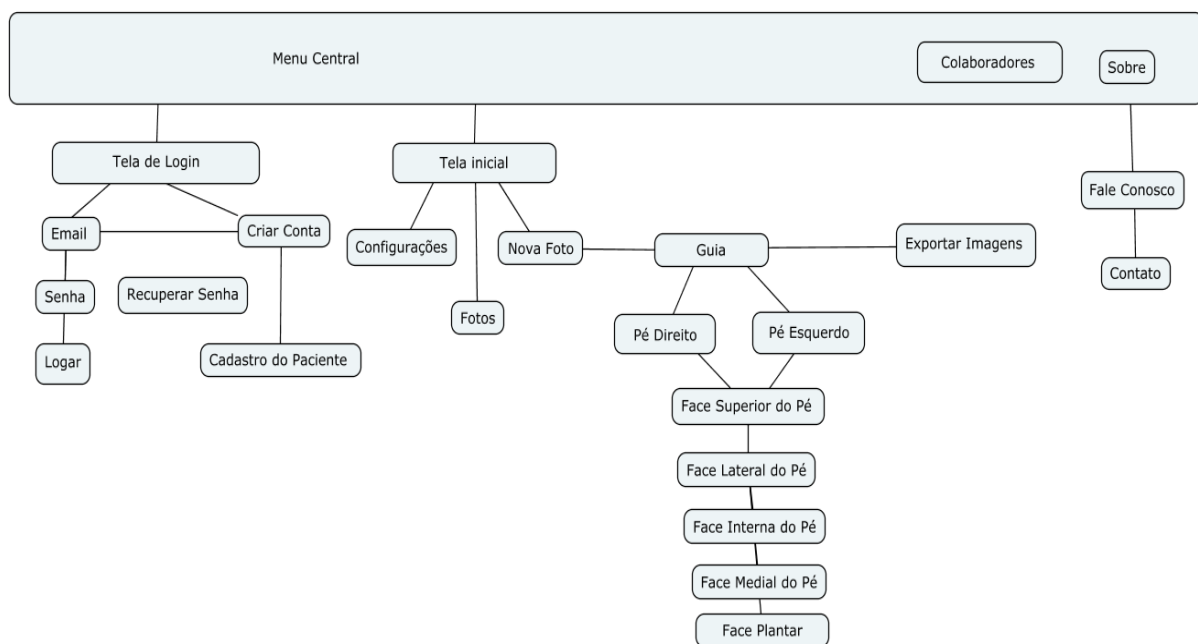 Menu Central
Colaboradores
Sobre
Tela de Login
Tela inicial
Fale Conosco
Email
Criar Conta
Configurações
Nova Foto
Guia
Exportar Imagens
Contato
Senha
Recuperar Senha
Fotos
Pé Direito
Pé Esquerdo
Logar
Cadastro do Paciente
Face Superior do Pé
Face Lateral do Pé
Face Interna do Pé
Face Medial do Pé
Face Plantar